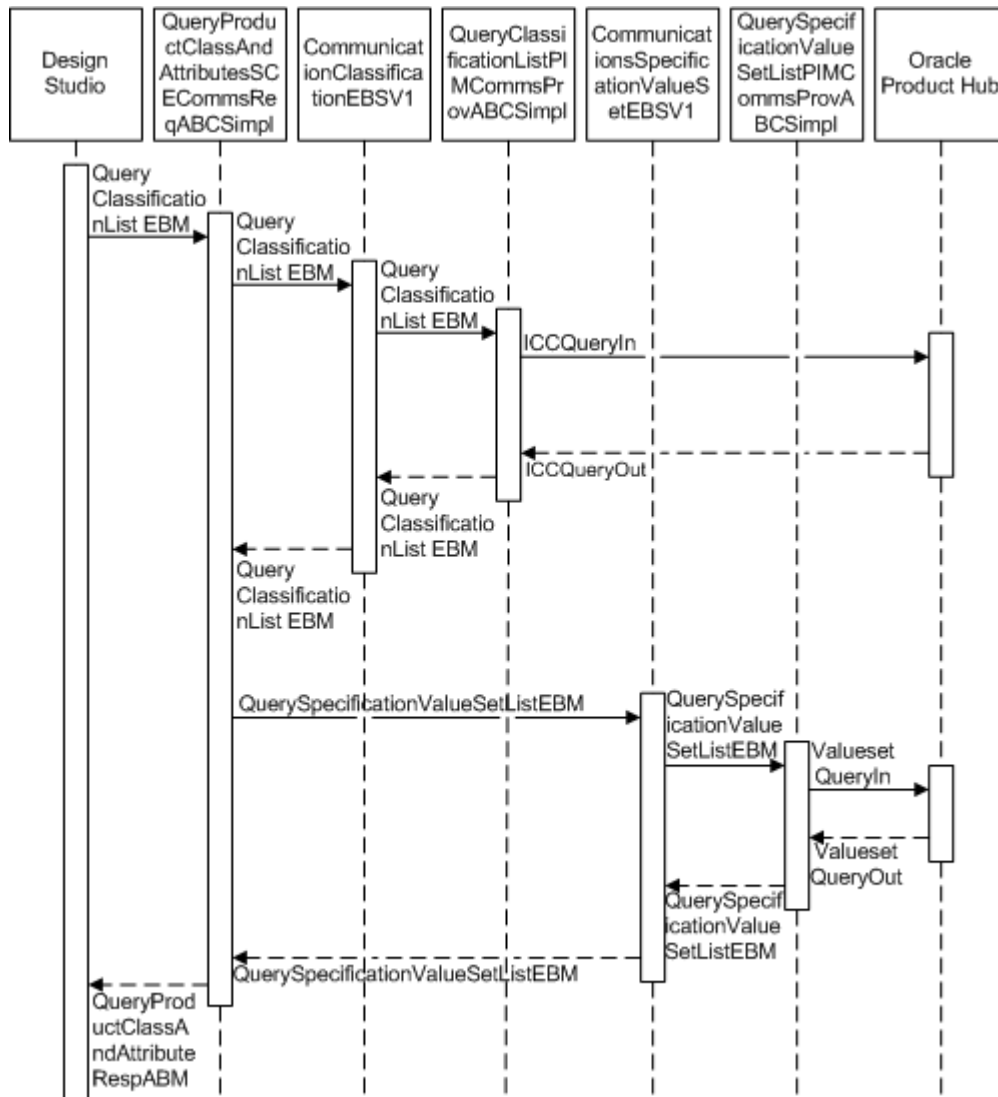 Design
Studio
QueryProdu
ctClassAnd
AttributesSC
ECommsRe
qABCSimpl
Communicat
ionClassifica
tionEBSV1
QueryClassi
ficationListPI
MCommsPr
ovABCSimpl
Communicat
ionsSpecific
ationValueS
etEBSV1
QuerySpecif
icationValue
SetListPIMC
ommsProvA
BCSimpl
Oracle
Product Hub
Query
Classificatio
nList EBM
Query
Classificatio
nList EBM
Query
Classificatio
nList EBM
ICCQueryIn
ICCQueryOut
Query
Classificatio
nList EBM
Query
Classificatio
nList EBM
QuerySpecificationValueSetListEBM
QuerySpecif
icationValue
SetListEBM
Valueset
QueryIn
Valueset
QueryOut
QuerySpecif
icationValue
SetListEBM
QuerySpecificationValueSetListEBM
QueryProd
uctClassA
ndAttribute
RespABM